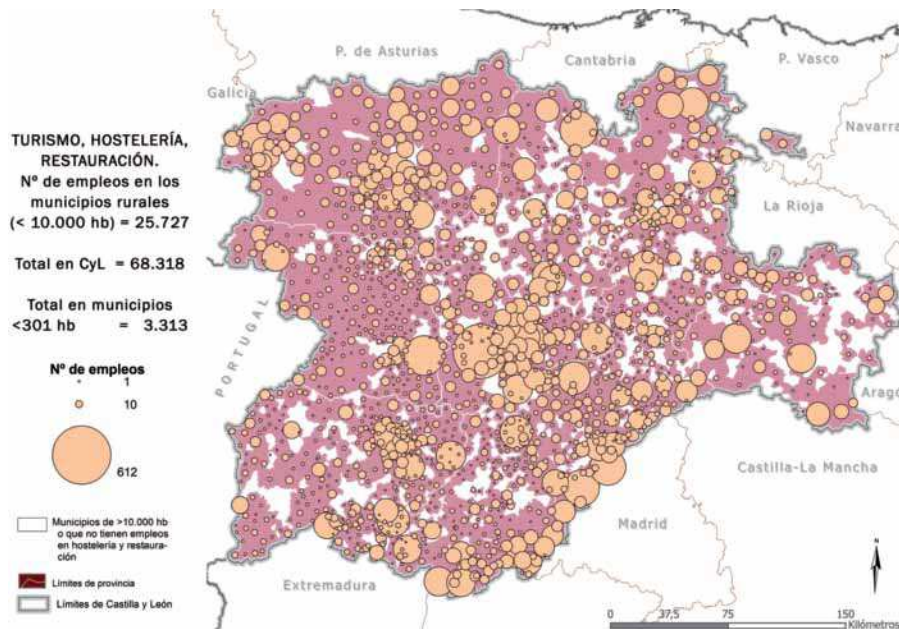 P. de Asturias
Cantabria
P. Vasco
Galicia
Navarra
TURISMO, HOSTELERÍA,
RESTAURACIÓN.
Nº de empleos en los
municipios rurales
(< 10.000 hb) = 25.727
La Rioja
Total en CyL = 68.318
Total en municipios
<301 hb = 3.313
PORTUGAL
Nº de empleos
1
10
612
Aragó
Castilla-La Mancha
Madrid
Extremadura
Municipios de >10.000 hb
o que no tienen empleos
en hostelería y restaura-
ción
Límites de provincia
Límites de Castilla y León
N
0 37,5 75 150
Kilómetros